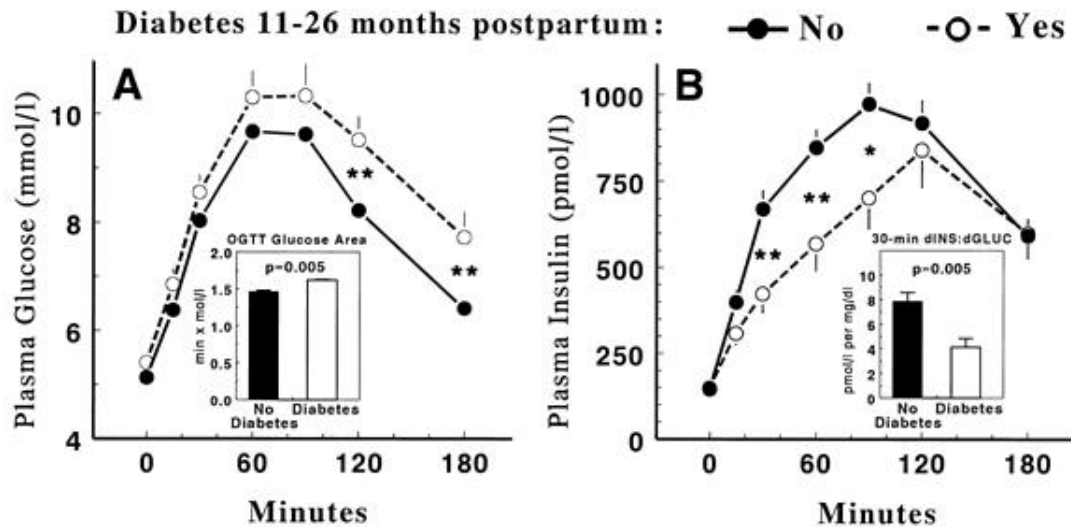 Diabetes 11-26 months postpartum: No Yes
A
Plasma Glucose (mmol/l)
10
8
6
4
**
**
OGTT Glucose Area
p=0.005
min x mol/l
2.0
1.5
1.0
0.5
0.0
No Diabetes
Diabetes
0 60 120 180
Minutes
B
Plasma Insulin (pmol/l)
1000
750
500
250
0
*
**
**
30-min dINS:dGLUC
p=0.005
pmol/l per mg/dl
10
8
6
4
2
0
No Diabetes
Diabetes
0 60 120 180
Minutes